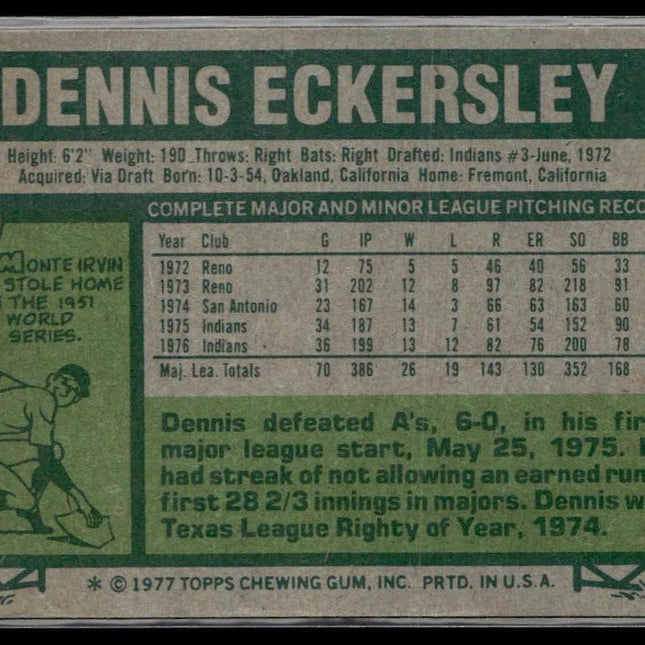 DENNIS ECKERSLEY
Height: 6'2" Weight: 190 Throws: Right Bats: Right Drafted: Indians #3-June, 1972
Acquired: Via Draft Born: 10-3-54, Oakland, California Home: Fremont, California
COMPLETE MAJOR AND MINOR LEAGUE PITCHING RECO
Year Club G IP W L R ER SO BB
1972 Reno 12 75 5 5 46 40 56 33
1973 Reno 31 202 12 8 97 82 218 91
1974 San Antonio 23 167 14 3 66 63 163 60
1975 Indians 34 187 13 7 61 54 152 90
1976 Indians 36 199 13 12 82 76 200 78
Maj. Lea. Totals 70 386 26 19 143 130 352 168
MONTE IRVIN
STOLE HOME
THE 1951
WORLD
SERIES.
Dennis defeated A's, 6-0, in his fir
major league start, May 25, 1975.
had streak of not allowing an earned run
first 28 2/3 innings in majors. Dennis w
Texas League Righty of Year, 1974.
* © 1977 TOPPS CHEWING GUM, INC. PRTD. IN U.S.A.